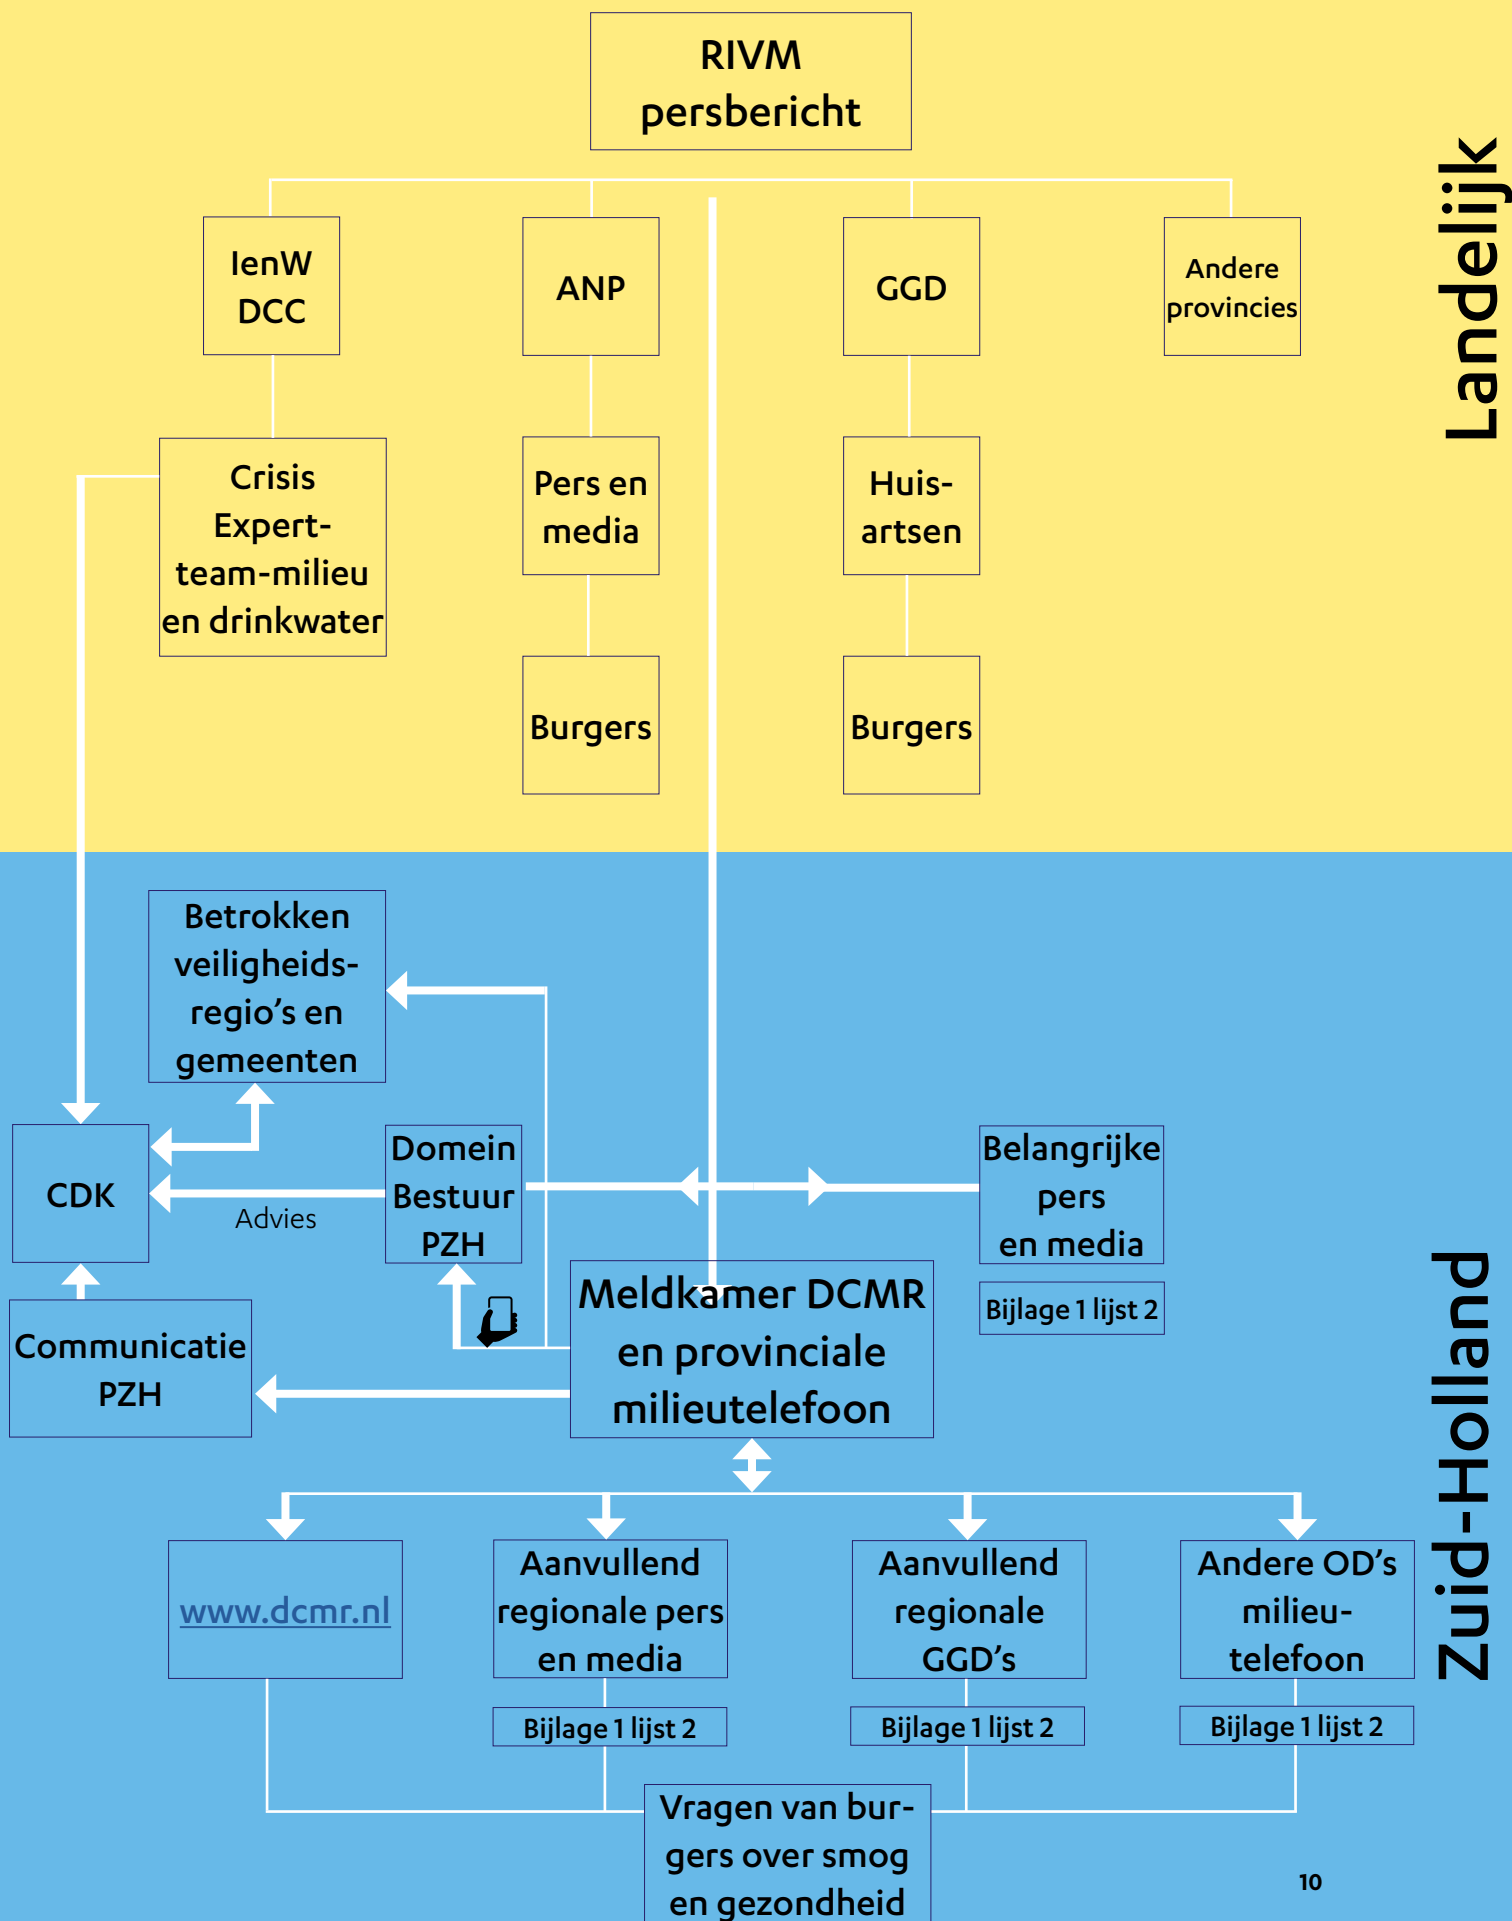 RIVM
persbericht
Landelijk
IenW
DCC
ANP
GGD
Andere
provincies
Crisis
Expert-
team-milieu
en drinkwater
Pers en
media
Huis-
artsen
Burgers
Burgers
Betrokken
veiligheids-
regio’s en
gemeenten
CDK
Advies
Domein
Bestuur
PZH
Belangrijke
pers
en media
Bijlage 1 lijst 2
Communicatie
PZH
Meldkamer DCMR
en provinciale
milieutelefoon
Zuid-Holland
www.dcmr.nl
Aanvullend
regionale pers
en media
Bijlage 1 lijst 2
Aanvullend
regionale
GGD’s
Bijlage 1 lijst 2
Andere OD’s
milieu-
telefoon
Bijlage 1 lijst 2
Vragen van bur-
gers over smog
en gezondheid
10